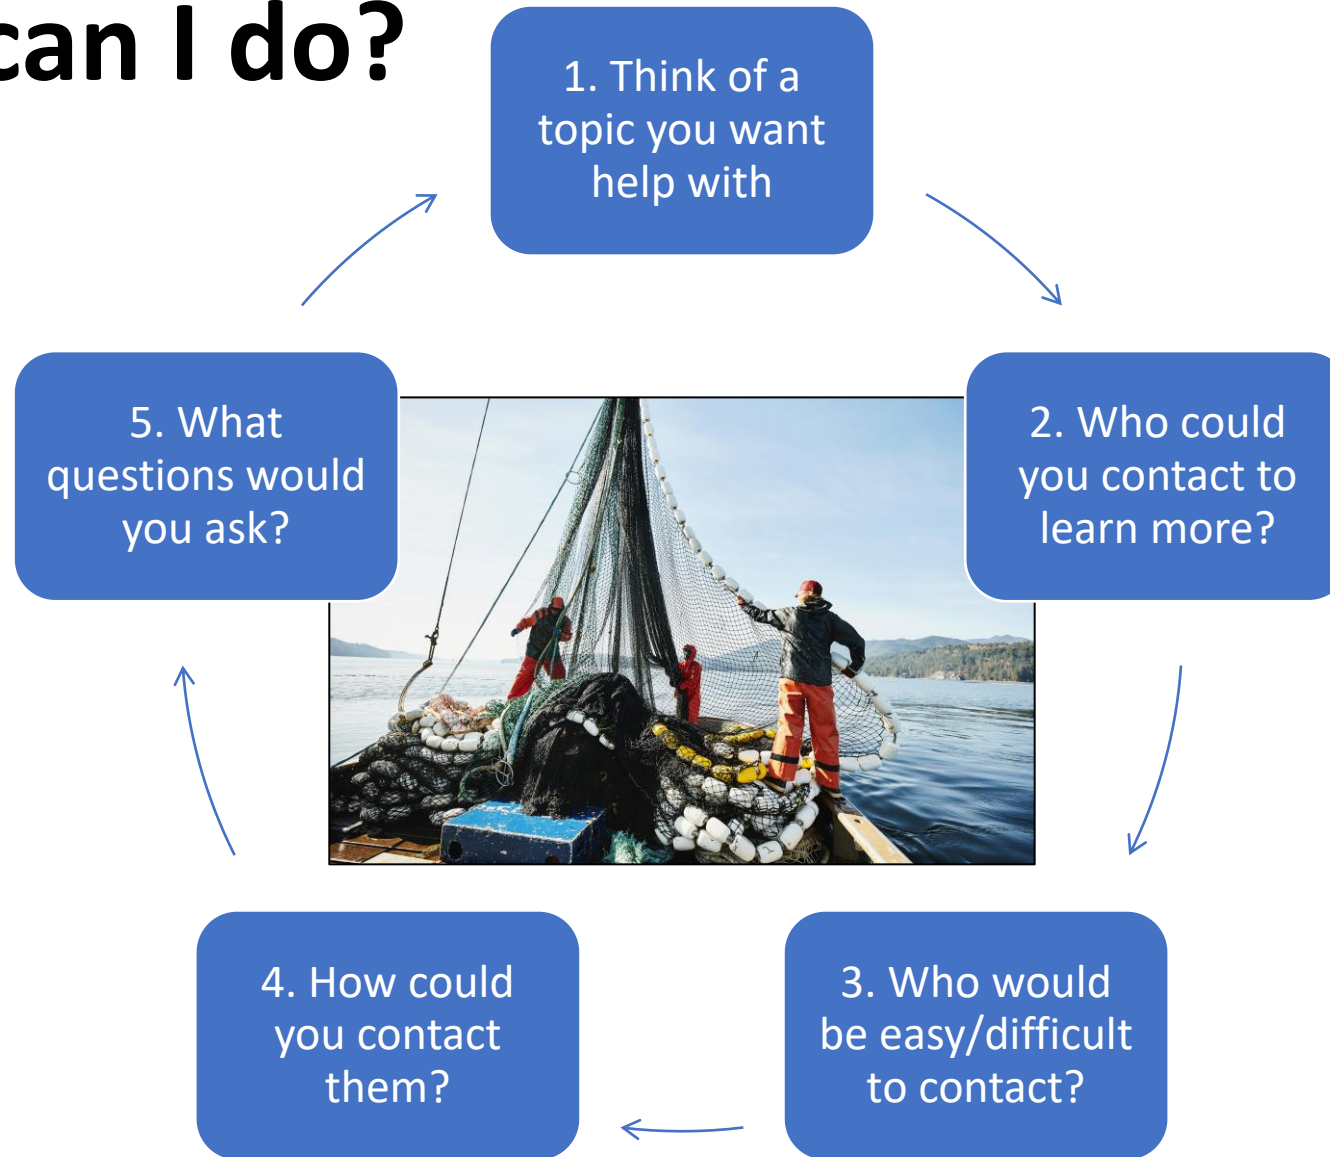 can I do?
1. Think of a
topic you want
help with
2. Who could
you contact to
learn more?
3. Who would
be easy/difficult
to contact?
4. How could
you contact
them?
5. What
questions would
you ask?